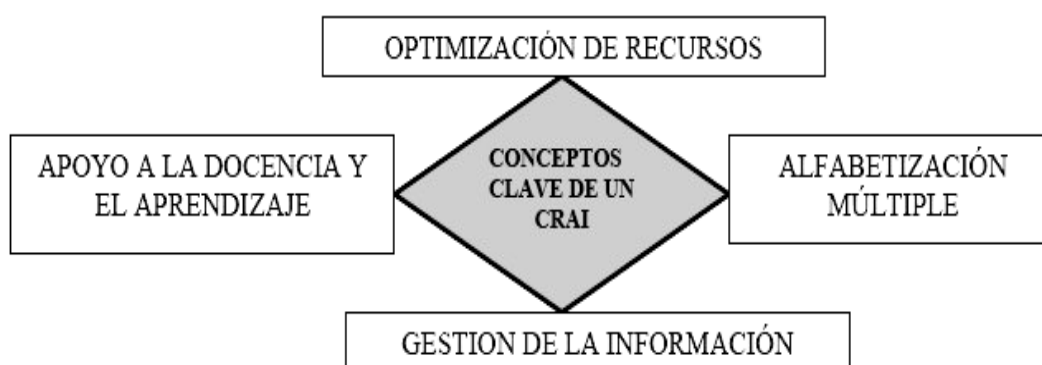 OPTIMIZACIÓN DE RECURSOS
APOYO A LA DOCENCIA Y
EL APRENDIZAJE
CONCEPTOS
CLAVE DE UN
CRAI
ALFABETIZACIÓN
MÚLTIPLE
GESTION DE LA INFORMACIÓN